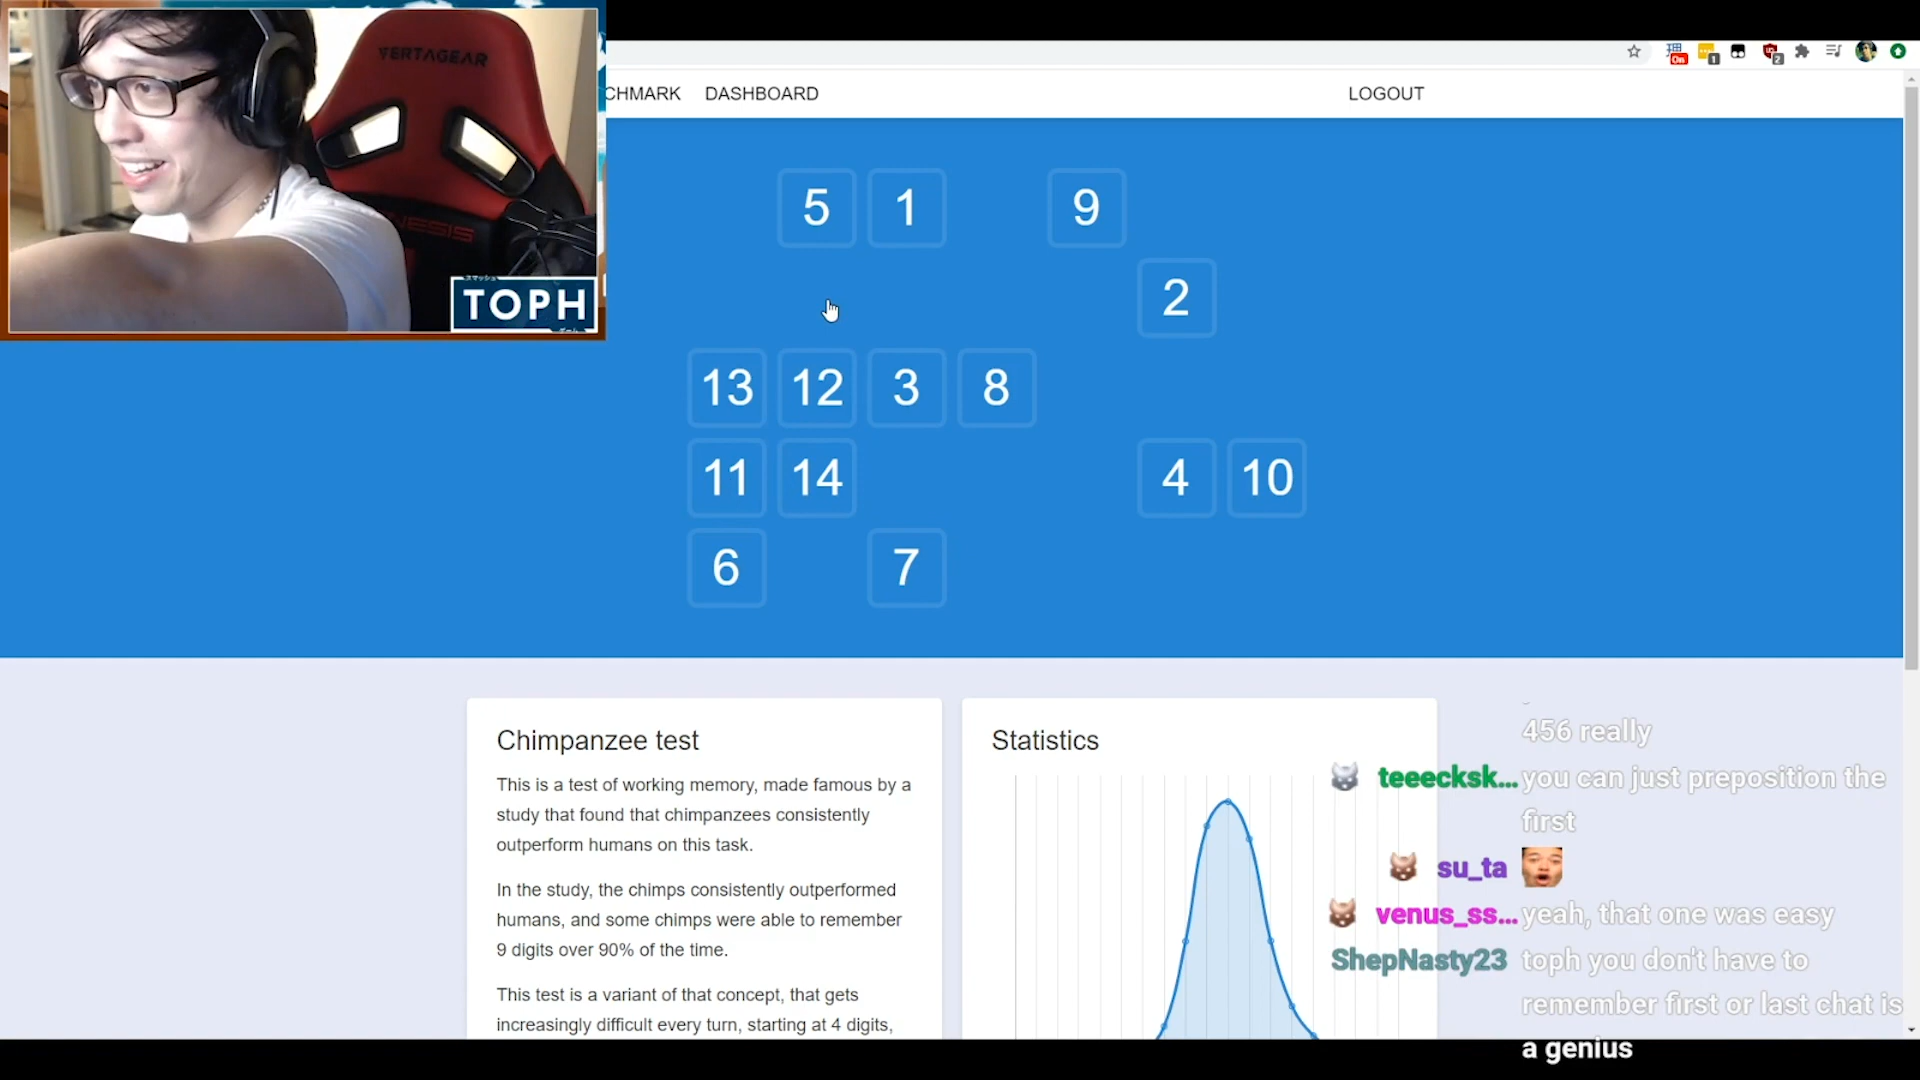 VERTAGEAR
TOPH
CHMARK DASHBOARD LOGOUT
On 1 2
5 1 9
2
13 12 3 8
11 14 4 10
6 7
Chimpanzee test
This is a test of working memory, made famous by a
study that found that chimpanzees consistently
outperform humans on this task.
In the study, the chimps consistently outperformed
humans, and some chimps were able to remember
9 digits over 90% of the time.
This test is a variant of that concept, that gets
increasingly difficult every turn, starting at 4 digits,
Statistics
456 really
teeecksk... you can just preposition the
first
su_ta
venus_ss... yeah, that one was easy
ShepNasty23 toph you don't have to
remember first or last chat is
a genius